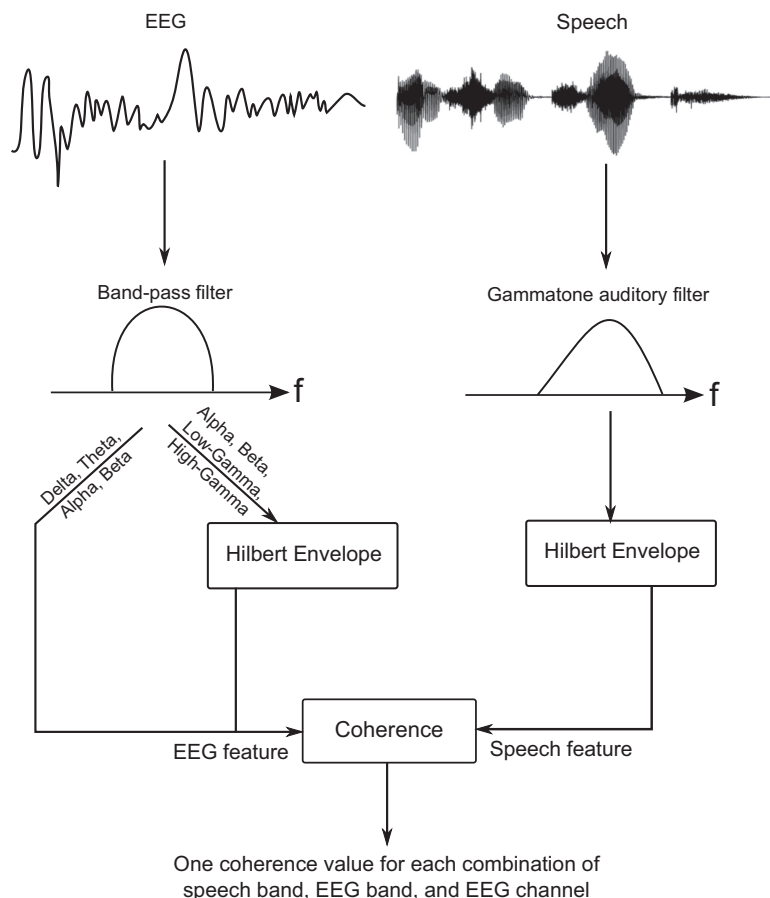 EEG
Speech
Band-pass filter
Gammatone auditory filter
f
f
Delta, Theta,
Alpha, Beta
Alpha, Beta,
Low-Gamma,
High-Gamma
Hilbert Envelope
Hilbert Envelope
Coherence
EEG feature
Speech feature
One coherence value for each combination of
speech band, EEG band, and EEG channel